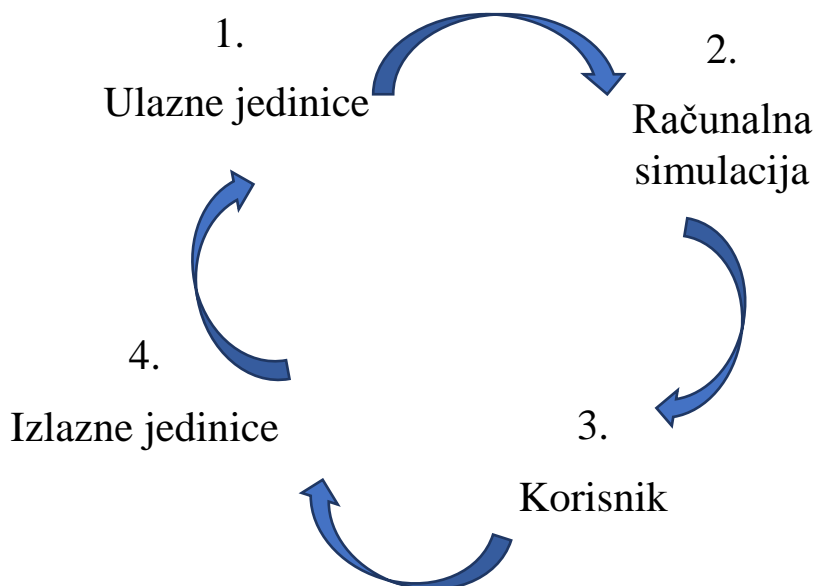 1.
Ulazne jedinice
2.
Računalna
simulacija
3.
Korisnik
4.
Izlazne jedinice